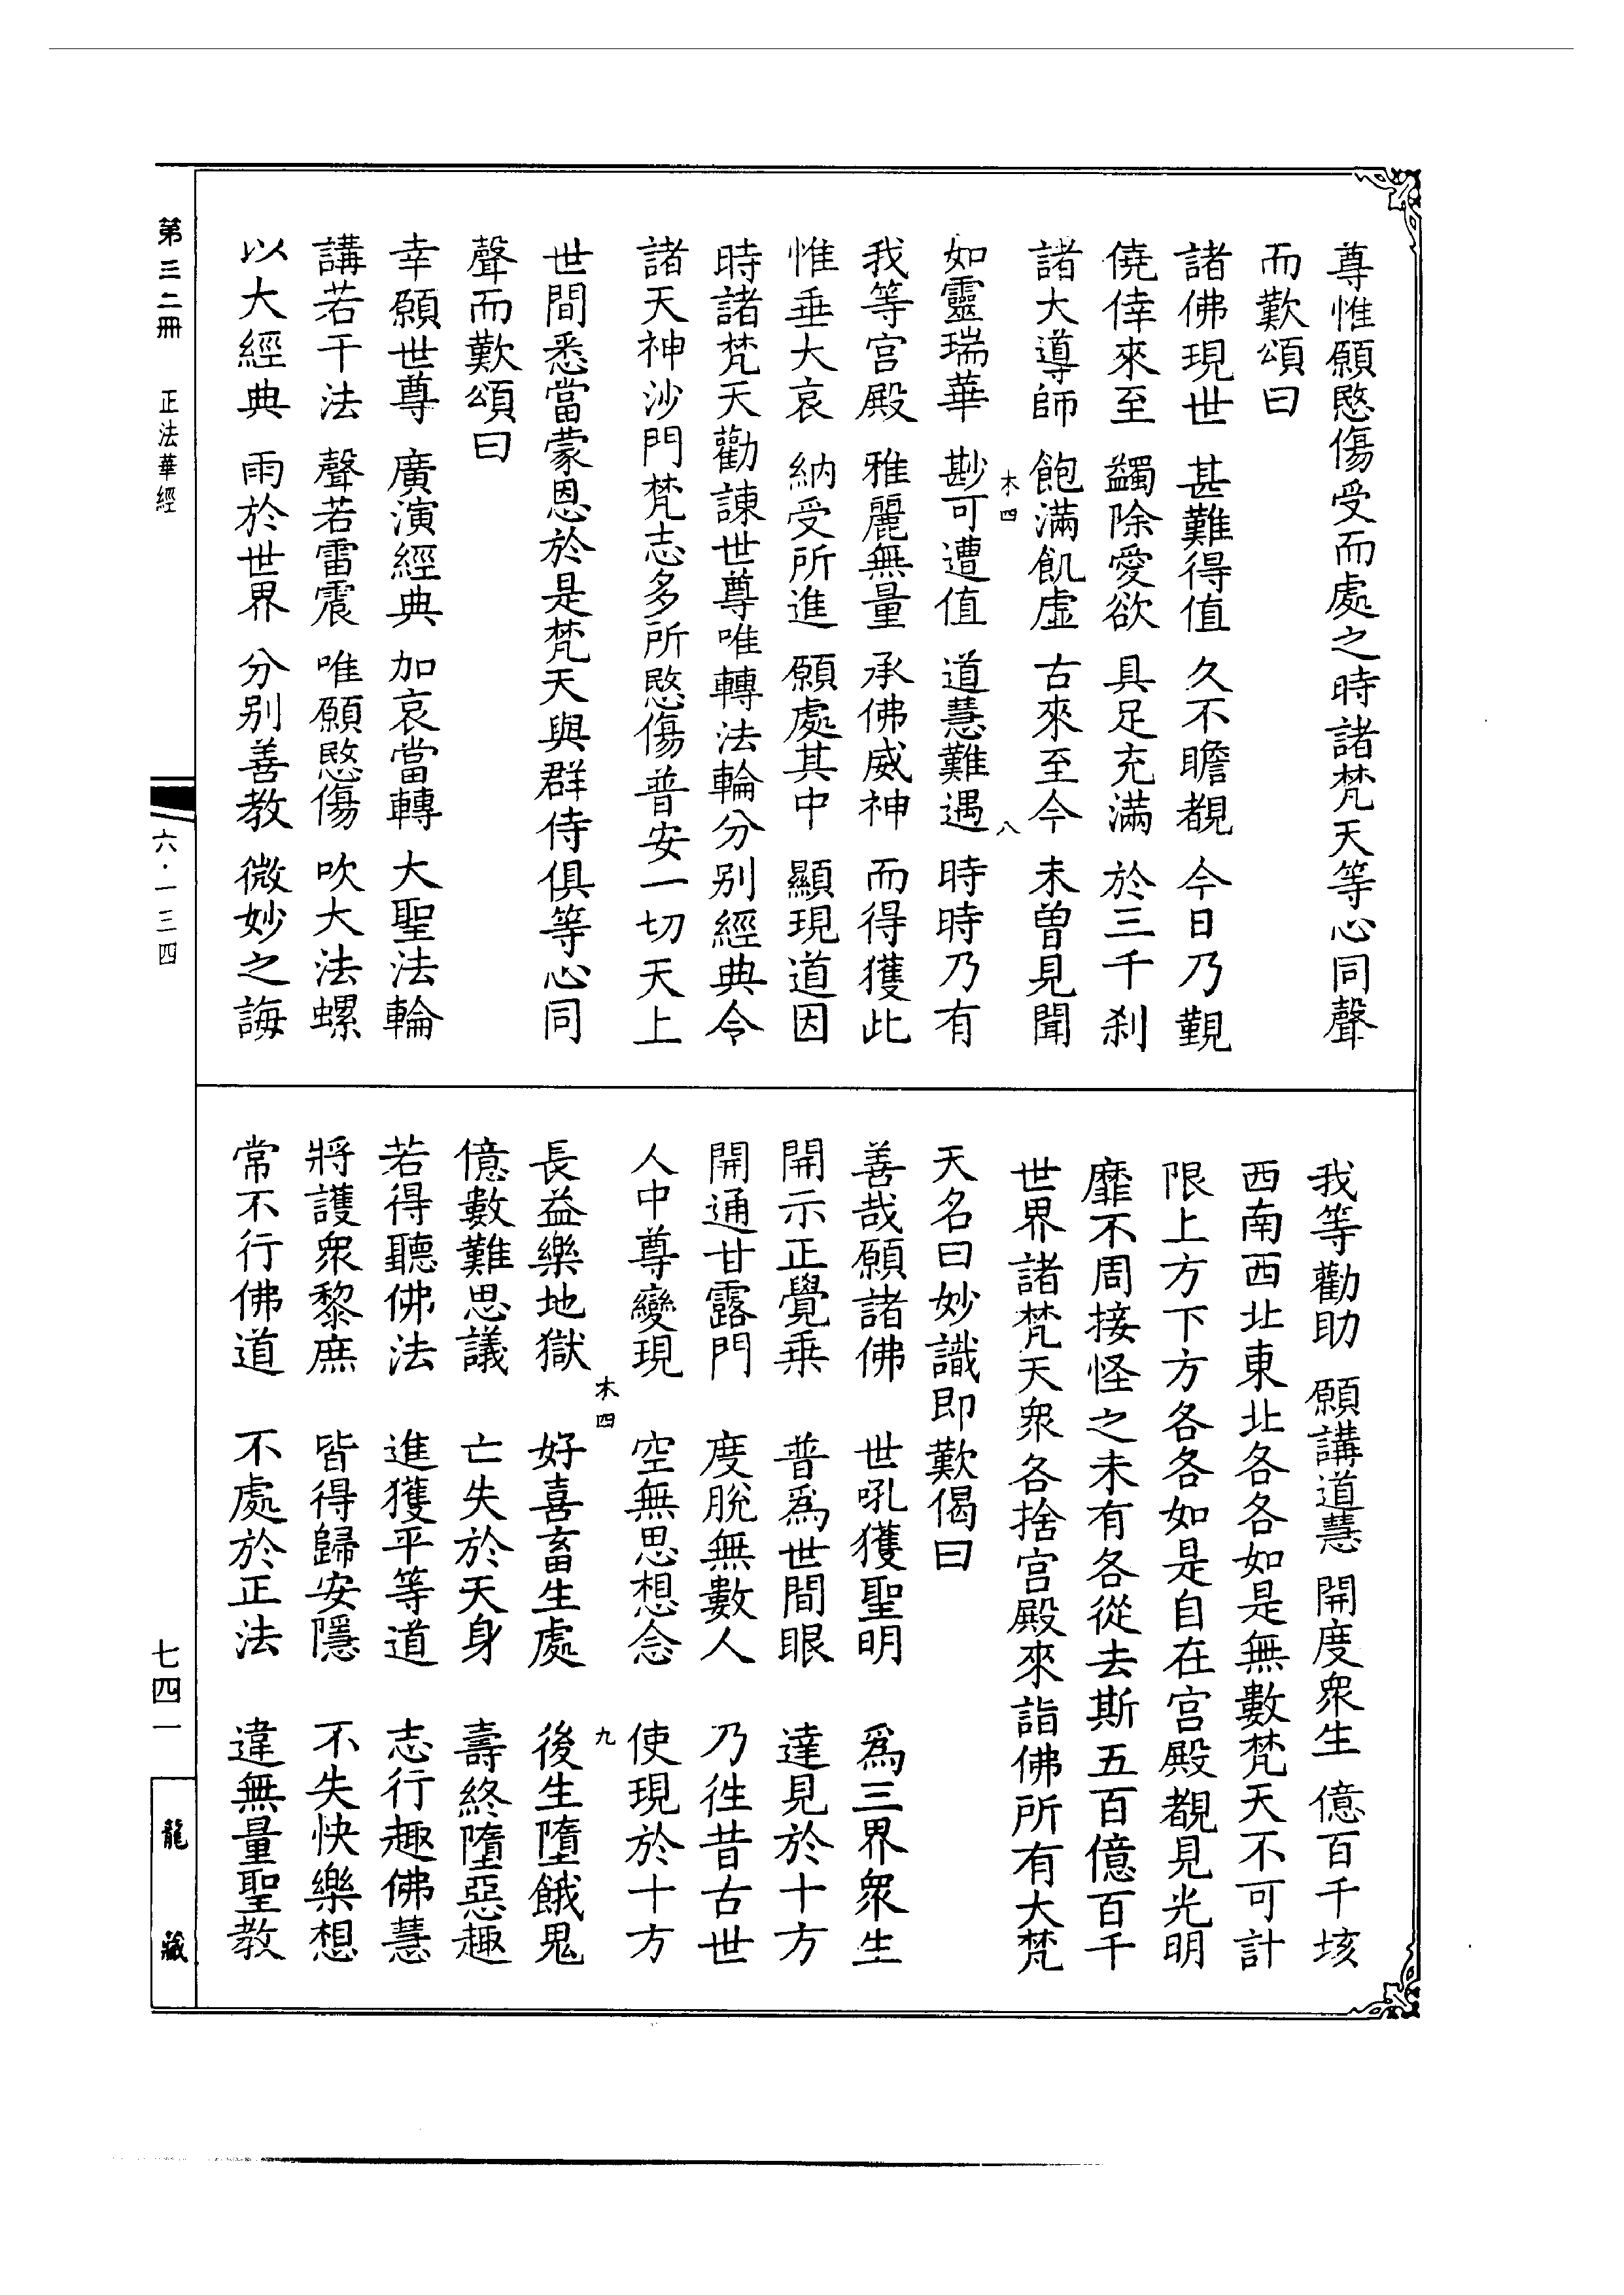 尊惟願愍傷受而處之時諸梵天等心同聲
而歎頌曰
諸佛現世　甚難得值　久不瞻覩　今日乃覲
僥倖來至　蠲除愛欲　具足充滿　於三千剎
諸大導師　飽滿飢虛　古來至今　未曾見聞
木四　八
如靈瑞華　尠可遭值　道慧難遇　時時乃有
我等宮殿　雅麗無量　承佛威神　而得獲此
惟垂大哀　納受所進　願處其中　顯現道因
時諸梵天勸諫世尊唯轉法輪分別經典令
諸天神沙門梵志多所愍傷普安一切天上
世間悉當蒙恩於是梵天與群侍俱等心同
聲而歎頌曰
幸願世尊　廣演經典　加哀當轉　大聖法輪
講若干法　聲若雷震　唯願愍傷　吹大法螺
以大經典　雨於世界　分別善教　微妙之誨
我等勸助　願講道慧　開度眾生　億百千垓
西南西北東北各各如是無數梵天不可計
限上方下方各各如是自在宮殿覩見光明
靡不周接怪之未有各從去斯五百億百千
世界諸梵天眾各捨宮殿來詣佛所有大梵
天名曰妙識即歎偈曰
善哉願諸佛　世吼獲聖明　為三界眾生
開示正覺乘　普為世間眼　達見於十方
開通甘露門　度脫無數人　乃往昔古世
人中尊變現　空無思想念　使現於十方
木四　九
長益樂地獄　好喜畜生處　後生墮餓鬼
億數難思議　亡失於天身　壽終墮惡趣
若得聽佛法　進獲平等道　志行趣佛慧
將護眾黎庶　皆得歸安隱　不失快樂想
常不行佛道　不處於正法　違無量聖教
第三二冊　正法華經
六·一三四
七四一
龍藏